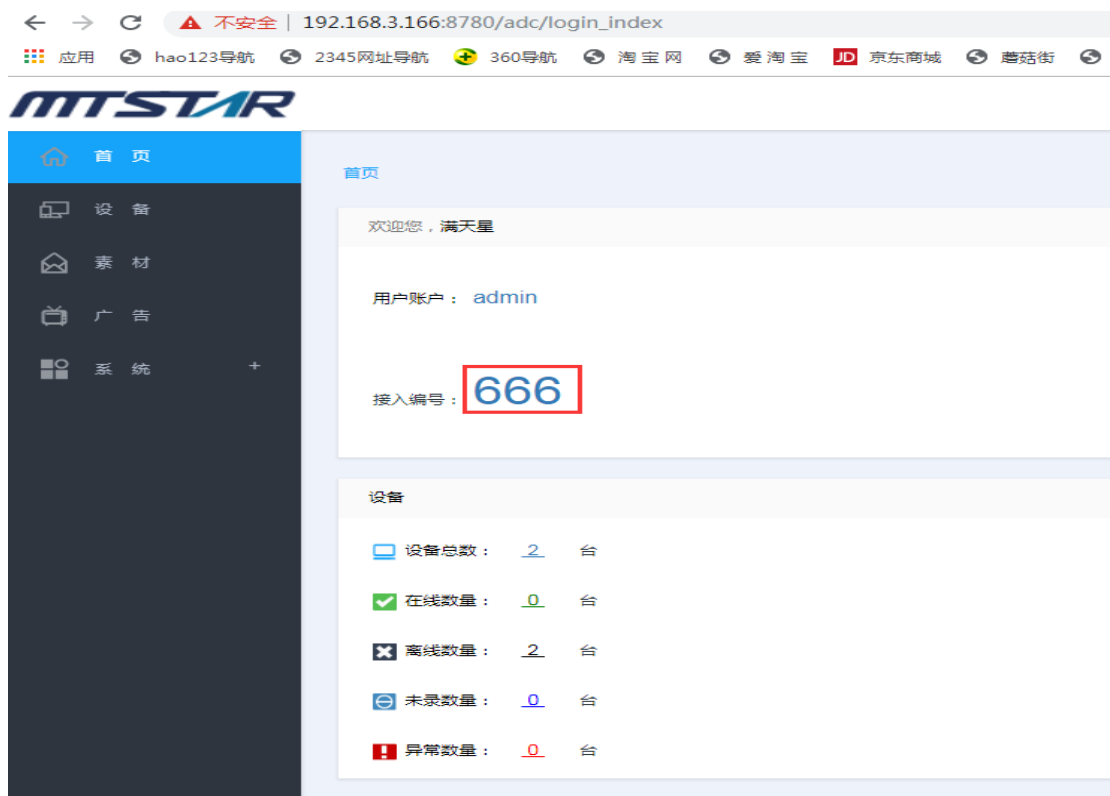 不安全 | 192.168.3.166:8780/adc/login_index
应用 hao123导航 2345网址导航 360导航 淘宝网 爱淘宝 JD 京东商城 蘑菇街
MTSTAR
首页
设备
素材
广告
系统 +
首页
欢迎您，满天星
用户账户： admin
接入编号： 666
设备
设备总数： 2 台
在线数量： 0 台
离线数量： 2 台
未录数量： 0 台
异常数量： 0 台